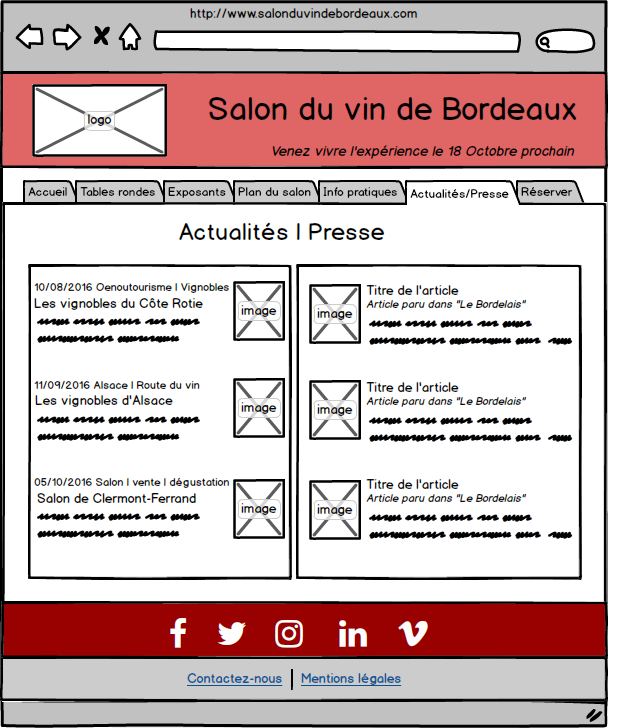 http://www.salonduvindebordeaux.com
logo
Salon du vin de Bordeaux
Venez vivre l'expérience le 18 Octobre prochain
Accueil Tables rondes Exposants Plan du salon Info pratiques Actualités/Presse Réserver
Actualités | Presse
10/08/2016 Oenoutourisme | Vignobles
Les vignobles du Côte Rotie
image
11/09/2016 Alsace | Route du vin
Les vignobles d'Alsace
image
05/10/2016 Salon | vente | dégustation
Salon de Clermont-Ferrand
image
Titre de l'article
Article paru dans "Le Bordelais"
image
Titre de l'article
Article paru dans "Le Bordelais"
image
Titre de l'article
Article paru dans "Le Bordelais"
image
Contactez-nous | Mentions légales